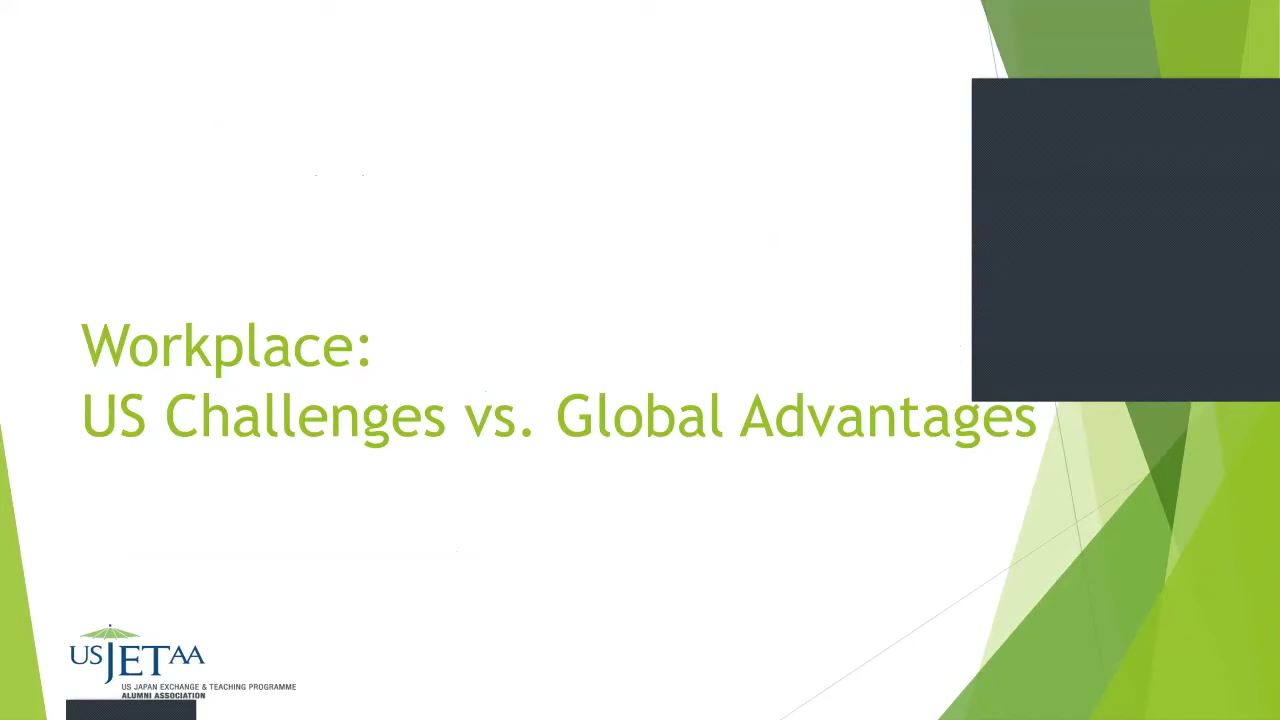 Workplace:
US Challenges vs. Global Advantages
USJETAA
US JAPAN EXCHANGE & TEACHING PROGRAMME
ALUMNI ASSOCIATION